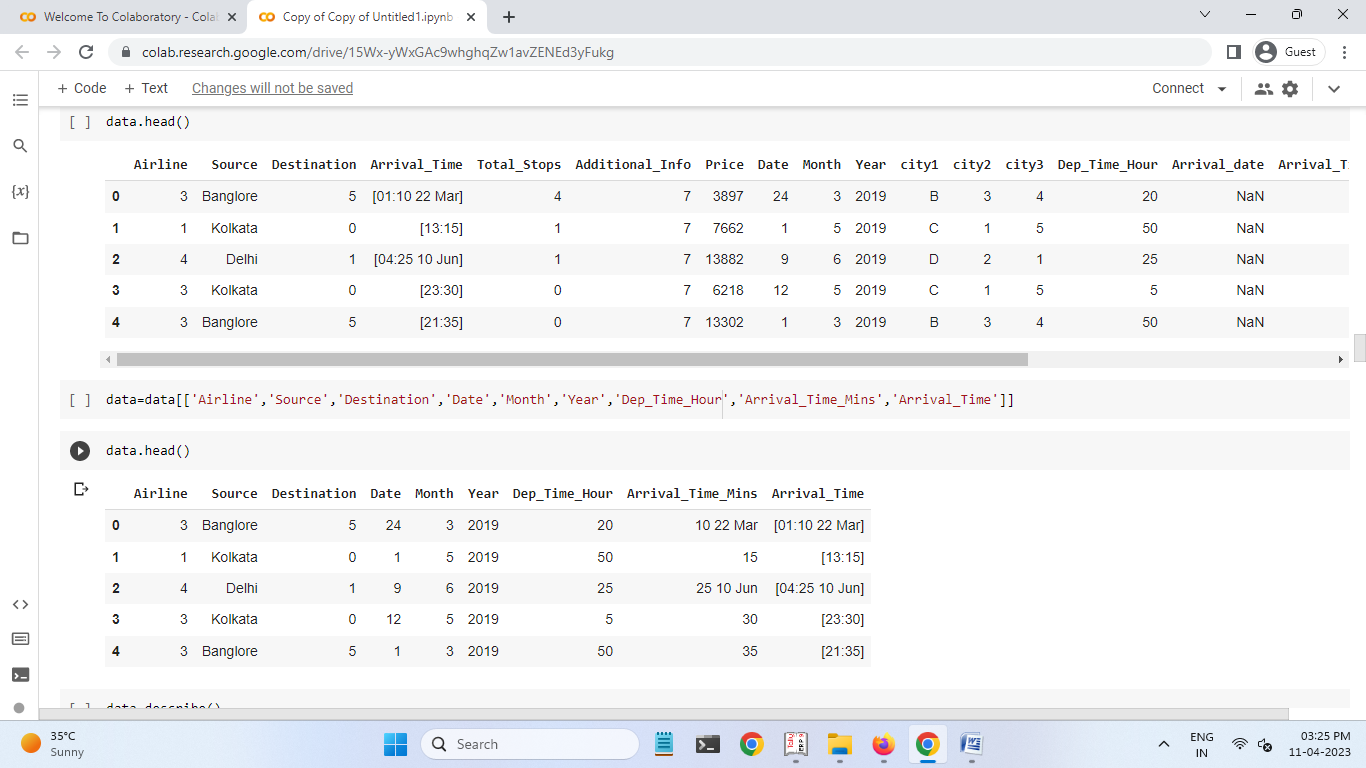 Welcome To Colaboratory - Cola
Copy of Copy of Untitled1.ipynb
colab.research.google.com/drive/15Wx-yWxGAc9whghqZw1avZENEd3yFukg
Guest
+ Code + Text Changes will not be saved
Connect
[ ] data.head()
Airline Source Destination Arrival_Time Total_Stops Additional_Info Price Date Month Year city1 city2 city3 Dep_Time_Hour Arrival_date Arrival_T
0 3 Banglore 5 [01:10 22 Mar] 4 7 3897 24 3 2019 B 3 4 20 NaN
1 1 Kolkata 0 [13:15] 1 7 7662 1 5 2019 C 1 5 50 NaN
2 4 Delhi 1 [04:25 10 Jun] 1 7 13882 9 6 2019 D 2 1 25 NaN
3 3 Kolkata 0 [23:30] 0 7 6218 12 5 2019 C 1 5 5 NaN
4 3 Banglore 5 [21:35] 0 7 13302 1 3 2019 B 3 4 50 NaN
[ ] data=data[['Airline','Source','Destination','Date','Month','Year','Dep_Time_Hour','Arrival_Time_Mins','Arrival_Time']]
data.head()
Airline Source Destination Date Month Year Dep_Time_Hour Arrival_Time_Mins Arrival_Time
0 3 Banglore 5 24 3 2019 20 10 22 Mar [01:10 22 Mar]
1 1 Kolkata 0 1 5 2019 50 15 [13:15]
2 4 Delhi 1 9 6 2019 25 25 10 Jun [04:25 10 Jun]
3 3 Kolkata 0 12 5 2019 5 30 [23:30]
4 3 Banglore 5 1 3 2019 50 35 [21:35]
[ ] data.describe()
35°C
Sunny
Search
ENG
IN
03:25 PM
11-04-2023